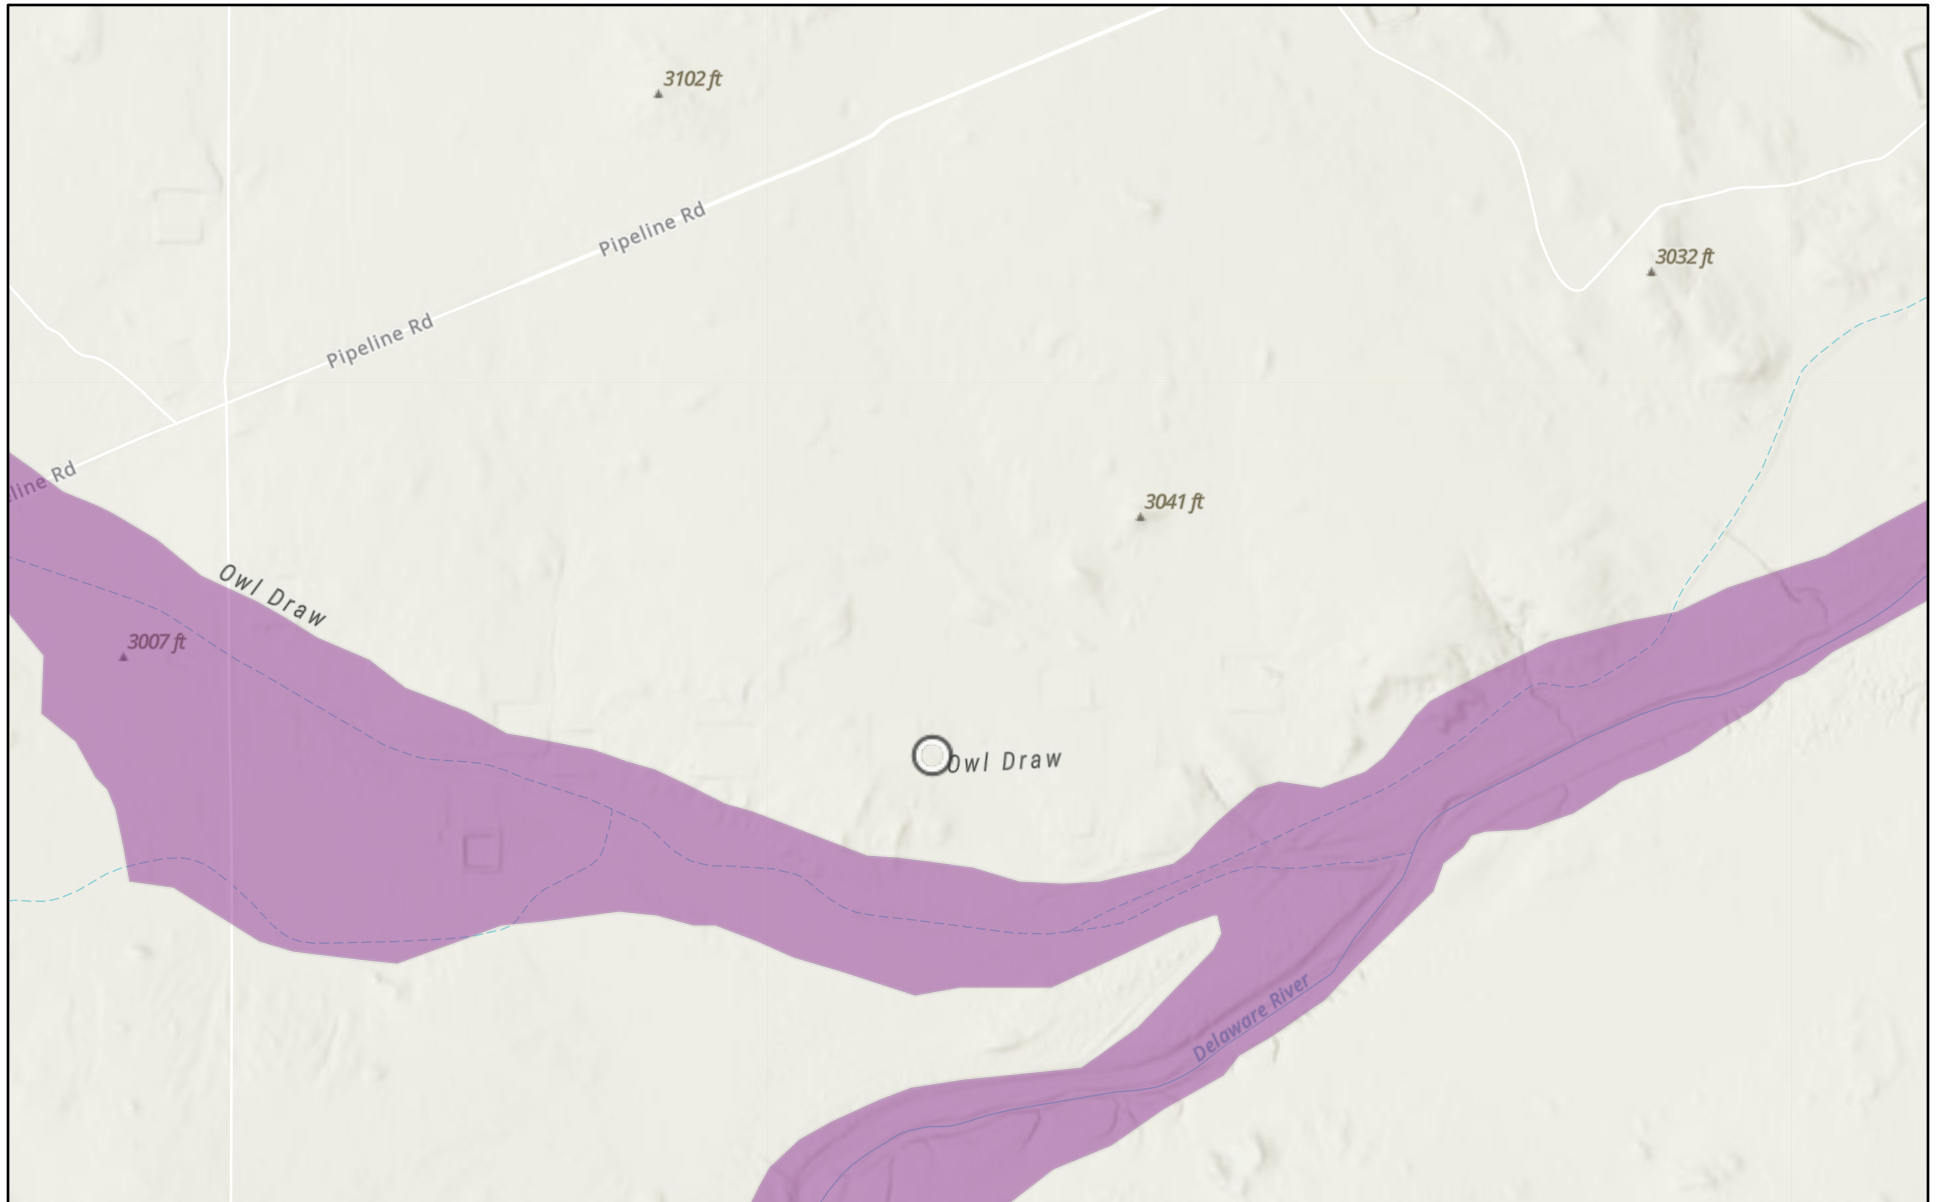 3102 ft
Pipeline Rd
3032 ft
Pipeline Rd
eline Rd
3041 ft
Owl Draw
3007 ft
Owl Draw
Delaware River